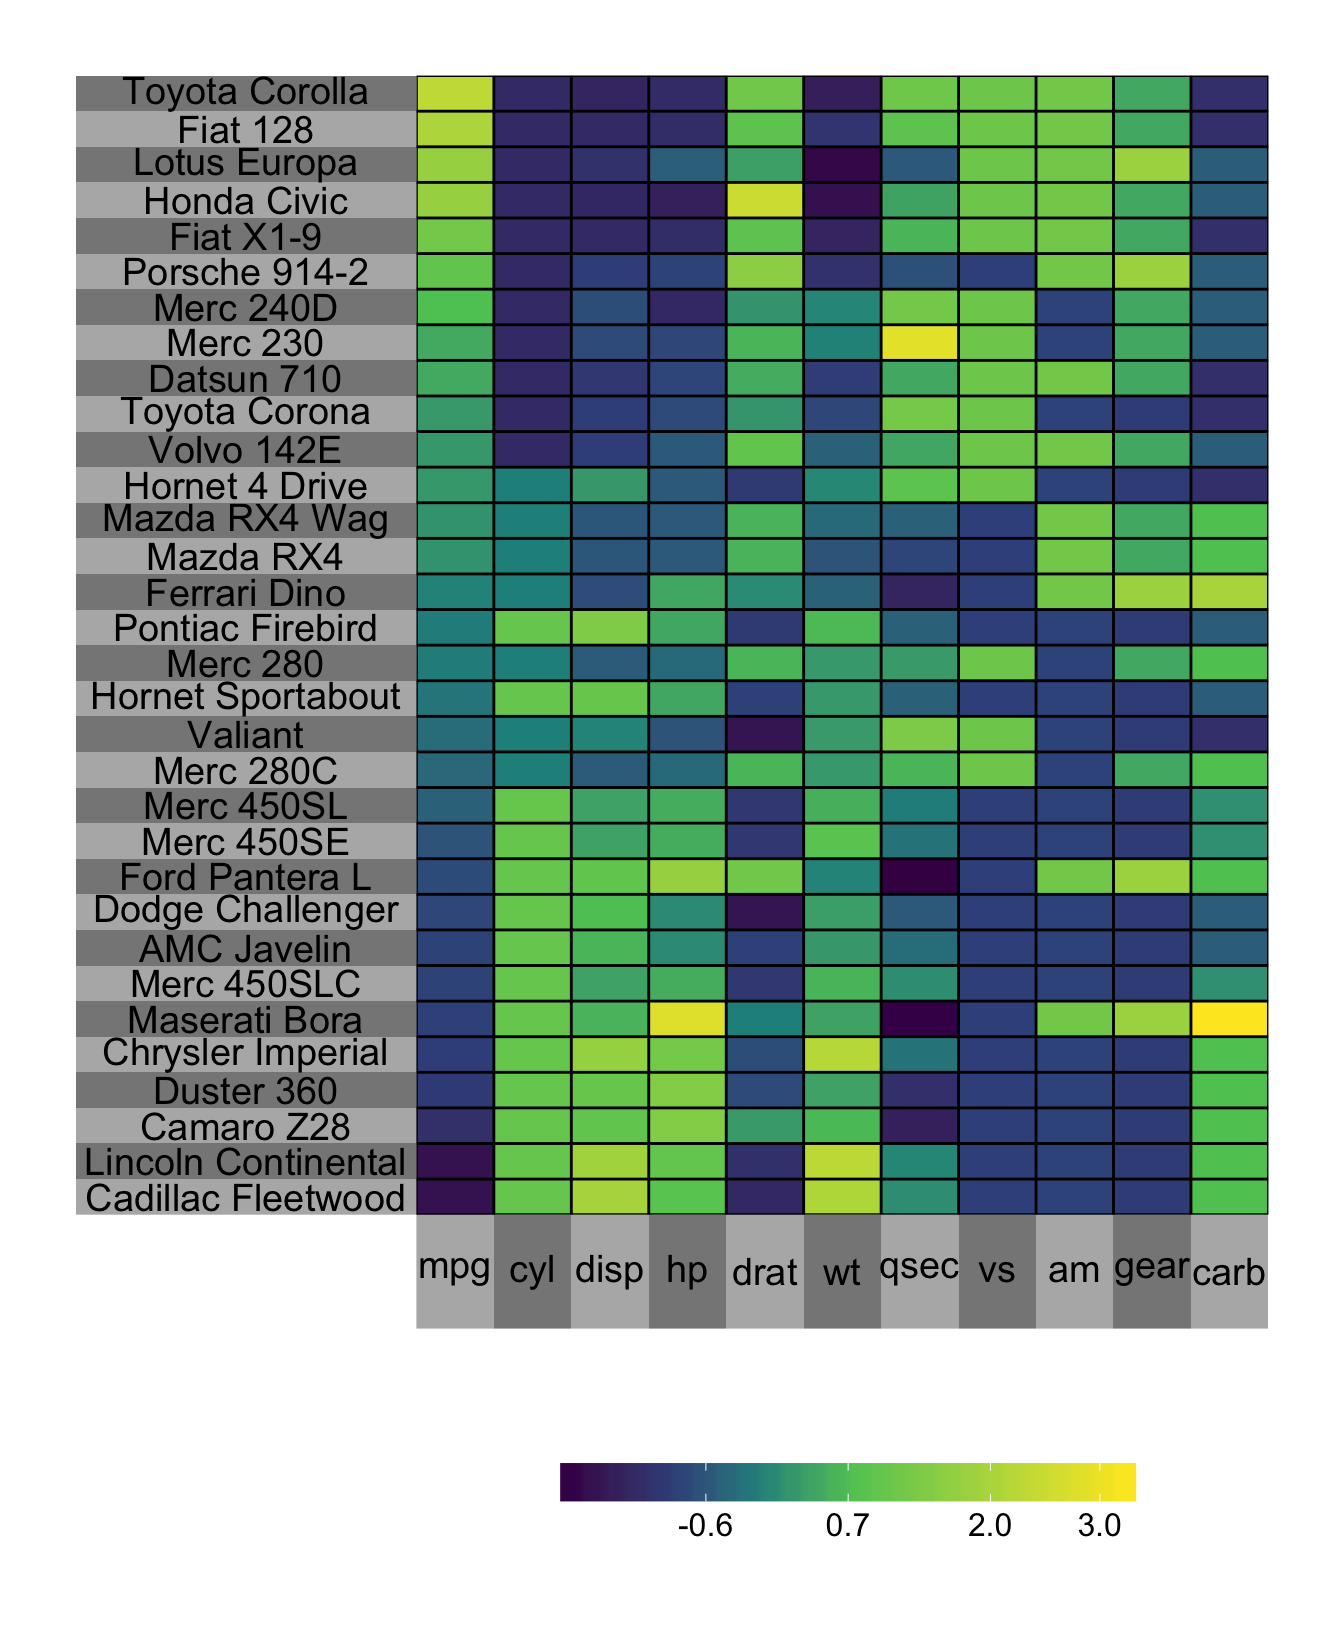 Toyota Corolla
Fiat 128
Lotus Europa
Honda Civic
Fiat X1-9
Porsche 914-2
Merc 240D
Merc 230
Datsun 710
Toyota Corona
Volvo 142E
Hornet 4 Drive
Mazda RX4 Wag
Mazda RX4
Ferrari Dino
Pontiac Firebird
Merc 280
Hornet Sportabout
Valiant
Merc 280C
Merc 450SL
Merc 450SE
Ford Pantera L
Dodge Challenger
AMC Javelin
Merc 450SLC
Maserati Bora
Chrysler Imperial
Duster 360
Camaro Z28
Lincoln Continental
Cadillac Fleetwood
mpg cyl disp hp drat wt qsec vs am gear carb
-0.6 0.7 2.0 3.0